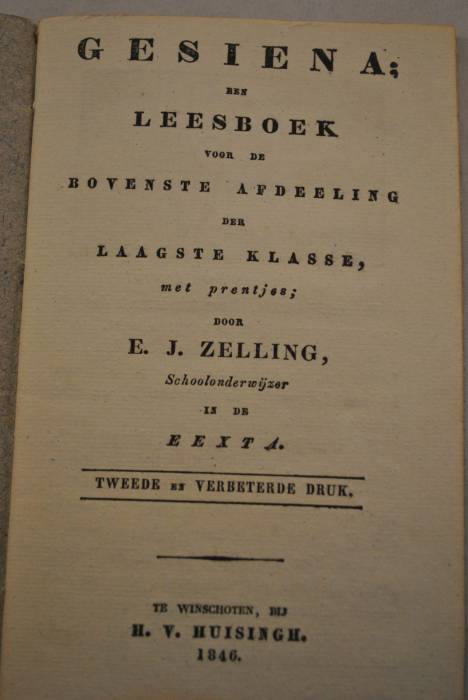 GESIENA;
EEN
LEESBOEK
VOOR DE
BOVENSTE AFDEELING
DER
LAAGSTE KLASSE,
met prentjes;
DOOR
E. J. ZELLING,
Schoolonderwijzer
IN DE
EEXTA.
TWEEDE EN VERBETERDE DRUK.
TE WINSCHOTEN, BIJ
H. V. HUISINGH.
1846.